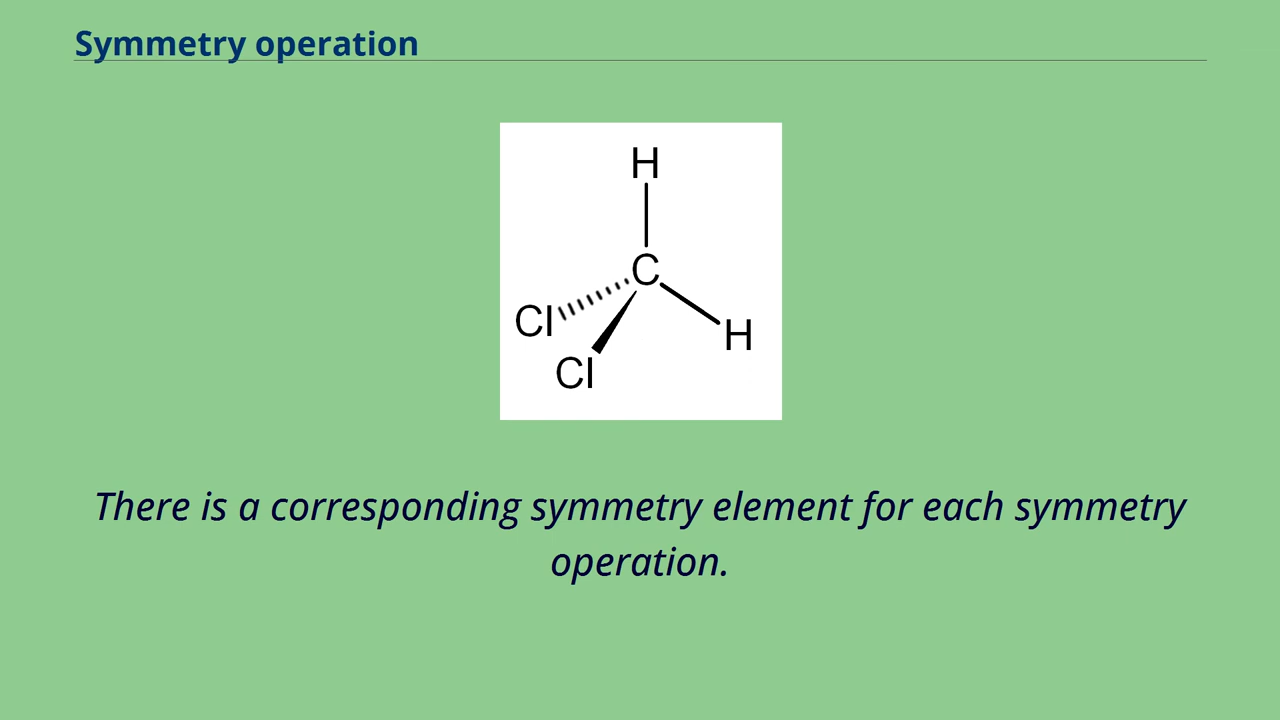 Symmetry operation
H
C
Cl
H
Cl
There is a corresponding symmetry element for each symmetry
operation.